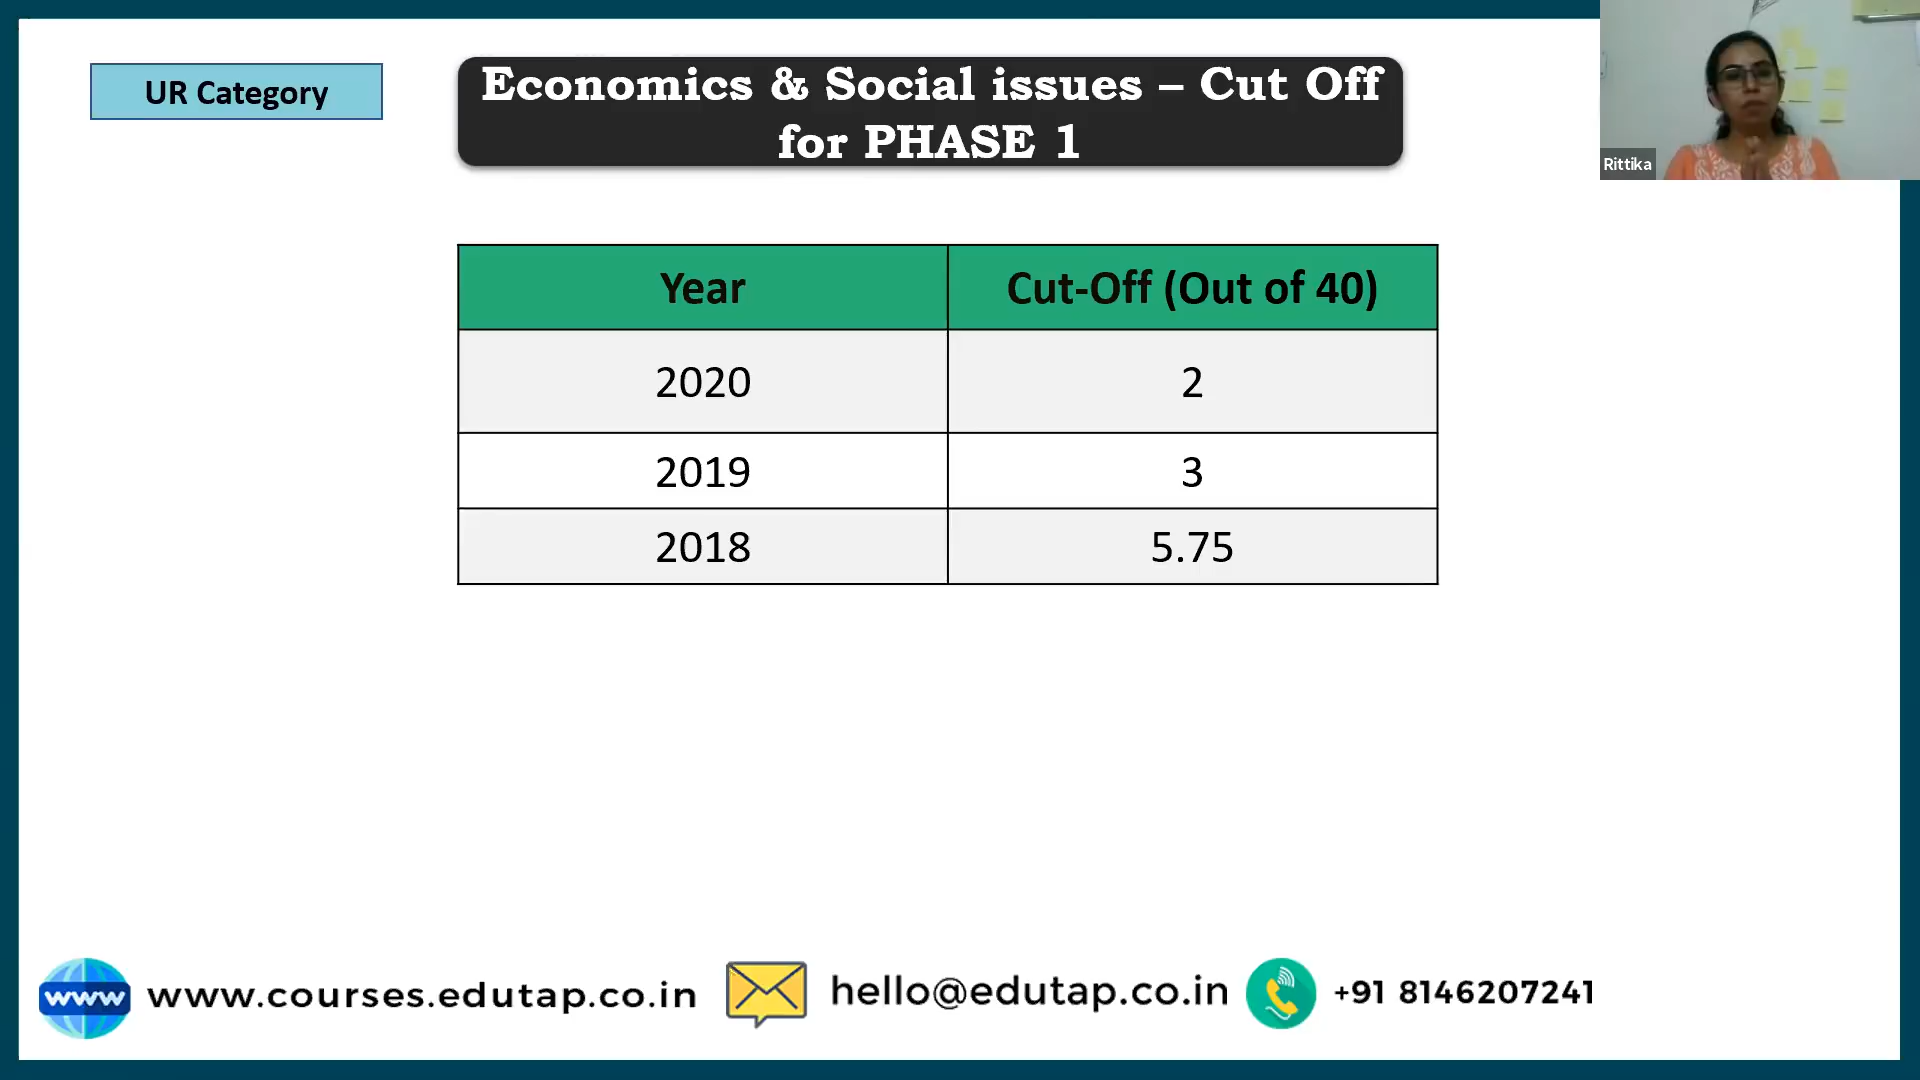 UR Category
Economics & Social issues – Cut Off
for PHASE 1
Rittika
Year Cut-Off (Out of 40)
2020 2
2019 3
2018 5.75
www www.courses.edutap.co.in hello@edutap.co.in +91 8146207241